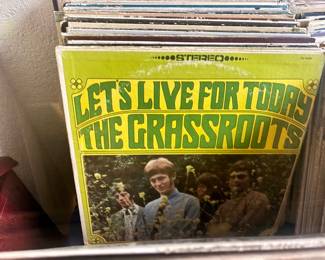 STEREO
LET'S LIVE FOR TODAY
THE GRASSROOTS